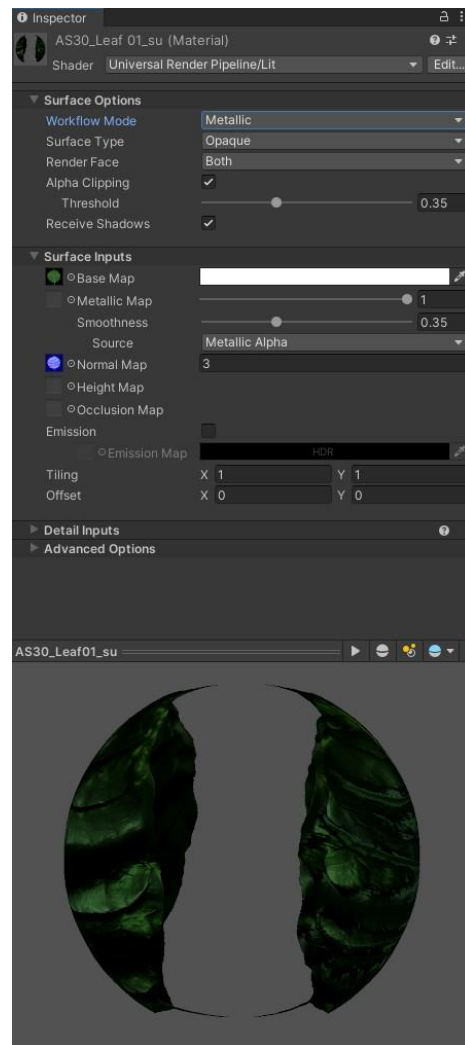 Inspector
AS30_Leaf 01_su (Material)
Shader Universal Render Pipeline/Lit Edit...
Surface Options
Workflow Mode Metallic
Surface Type Opaque
Render Face Both
Alpha Clipping
Threshold 0.35
Receive Shadows
Surface Inputs
Base Map
Metallic Map 1
Smoothness 0.35
Source Metallic Alpha
Normal Map 3
Height Map
Occlusion Map
Emission
Emission Map HDR
Tiling X 1 Y 1
Offset X 0 Y 0
Detail Inputs
Advanced Options
AS30_Leaf01_su